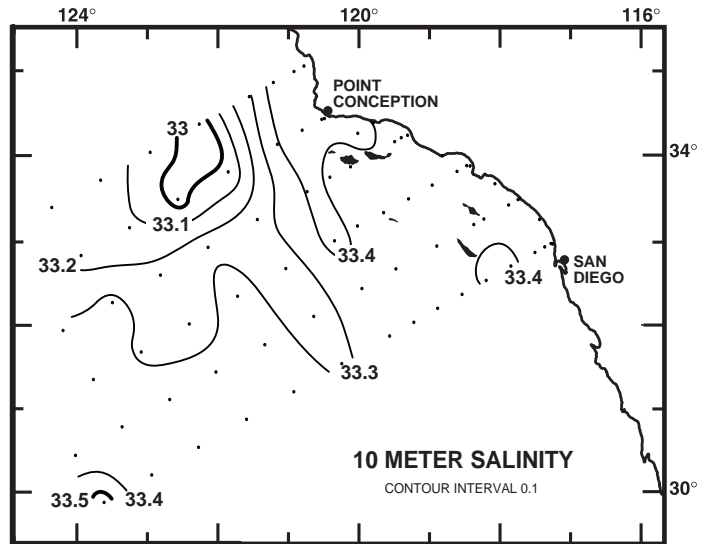 124° 120° 116°
POINT
CONCEPTION
33
34°
33.1
33.4
33.2
SAN
DIEGO
33.4
33.3
10 METER SALINITY
CONTOUR INTERVAL 0.1
33.5 33.4
30°